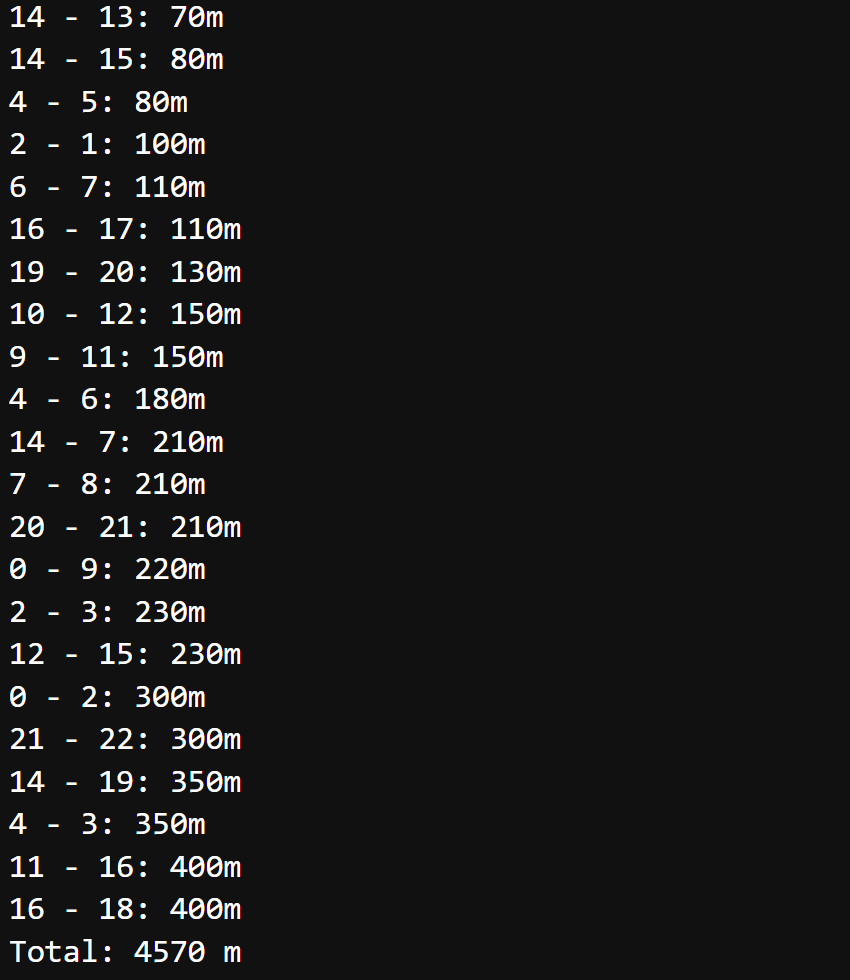 14 - 13: 70m
14 - 15: 80m
4 - 5: 80m
2 - 1: 100m
6 - 7: 110m
16 - 17: 110m
19 - 20: 130m
10 - 12: 150m
9 - 11: 150m
4 - 6: 180m
14 - 7: 210m
7 - 8: 210m
20 - 21: 210m
0 - 9: 220m
2 - 3: 230m
12 - 15: 230m
0 - 2: 300m
21 - 22: 300m
14 - 19: 350m
4 - 3: 350m
11 - 16: 400m
16 - 18: 400m
Total: 4570 m